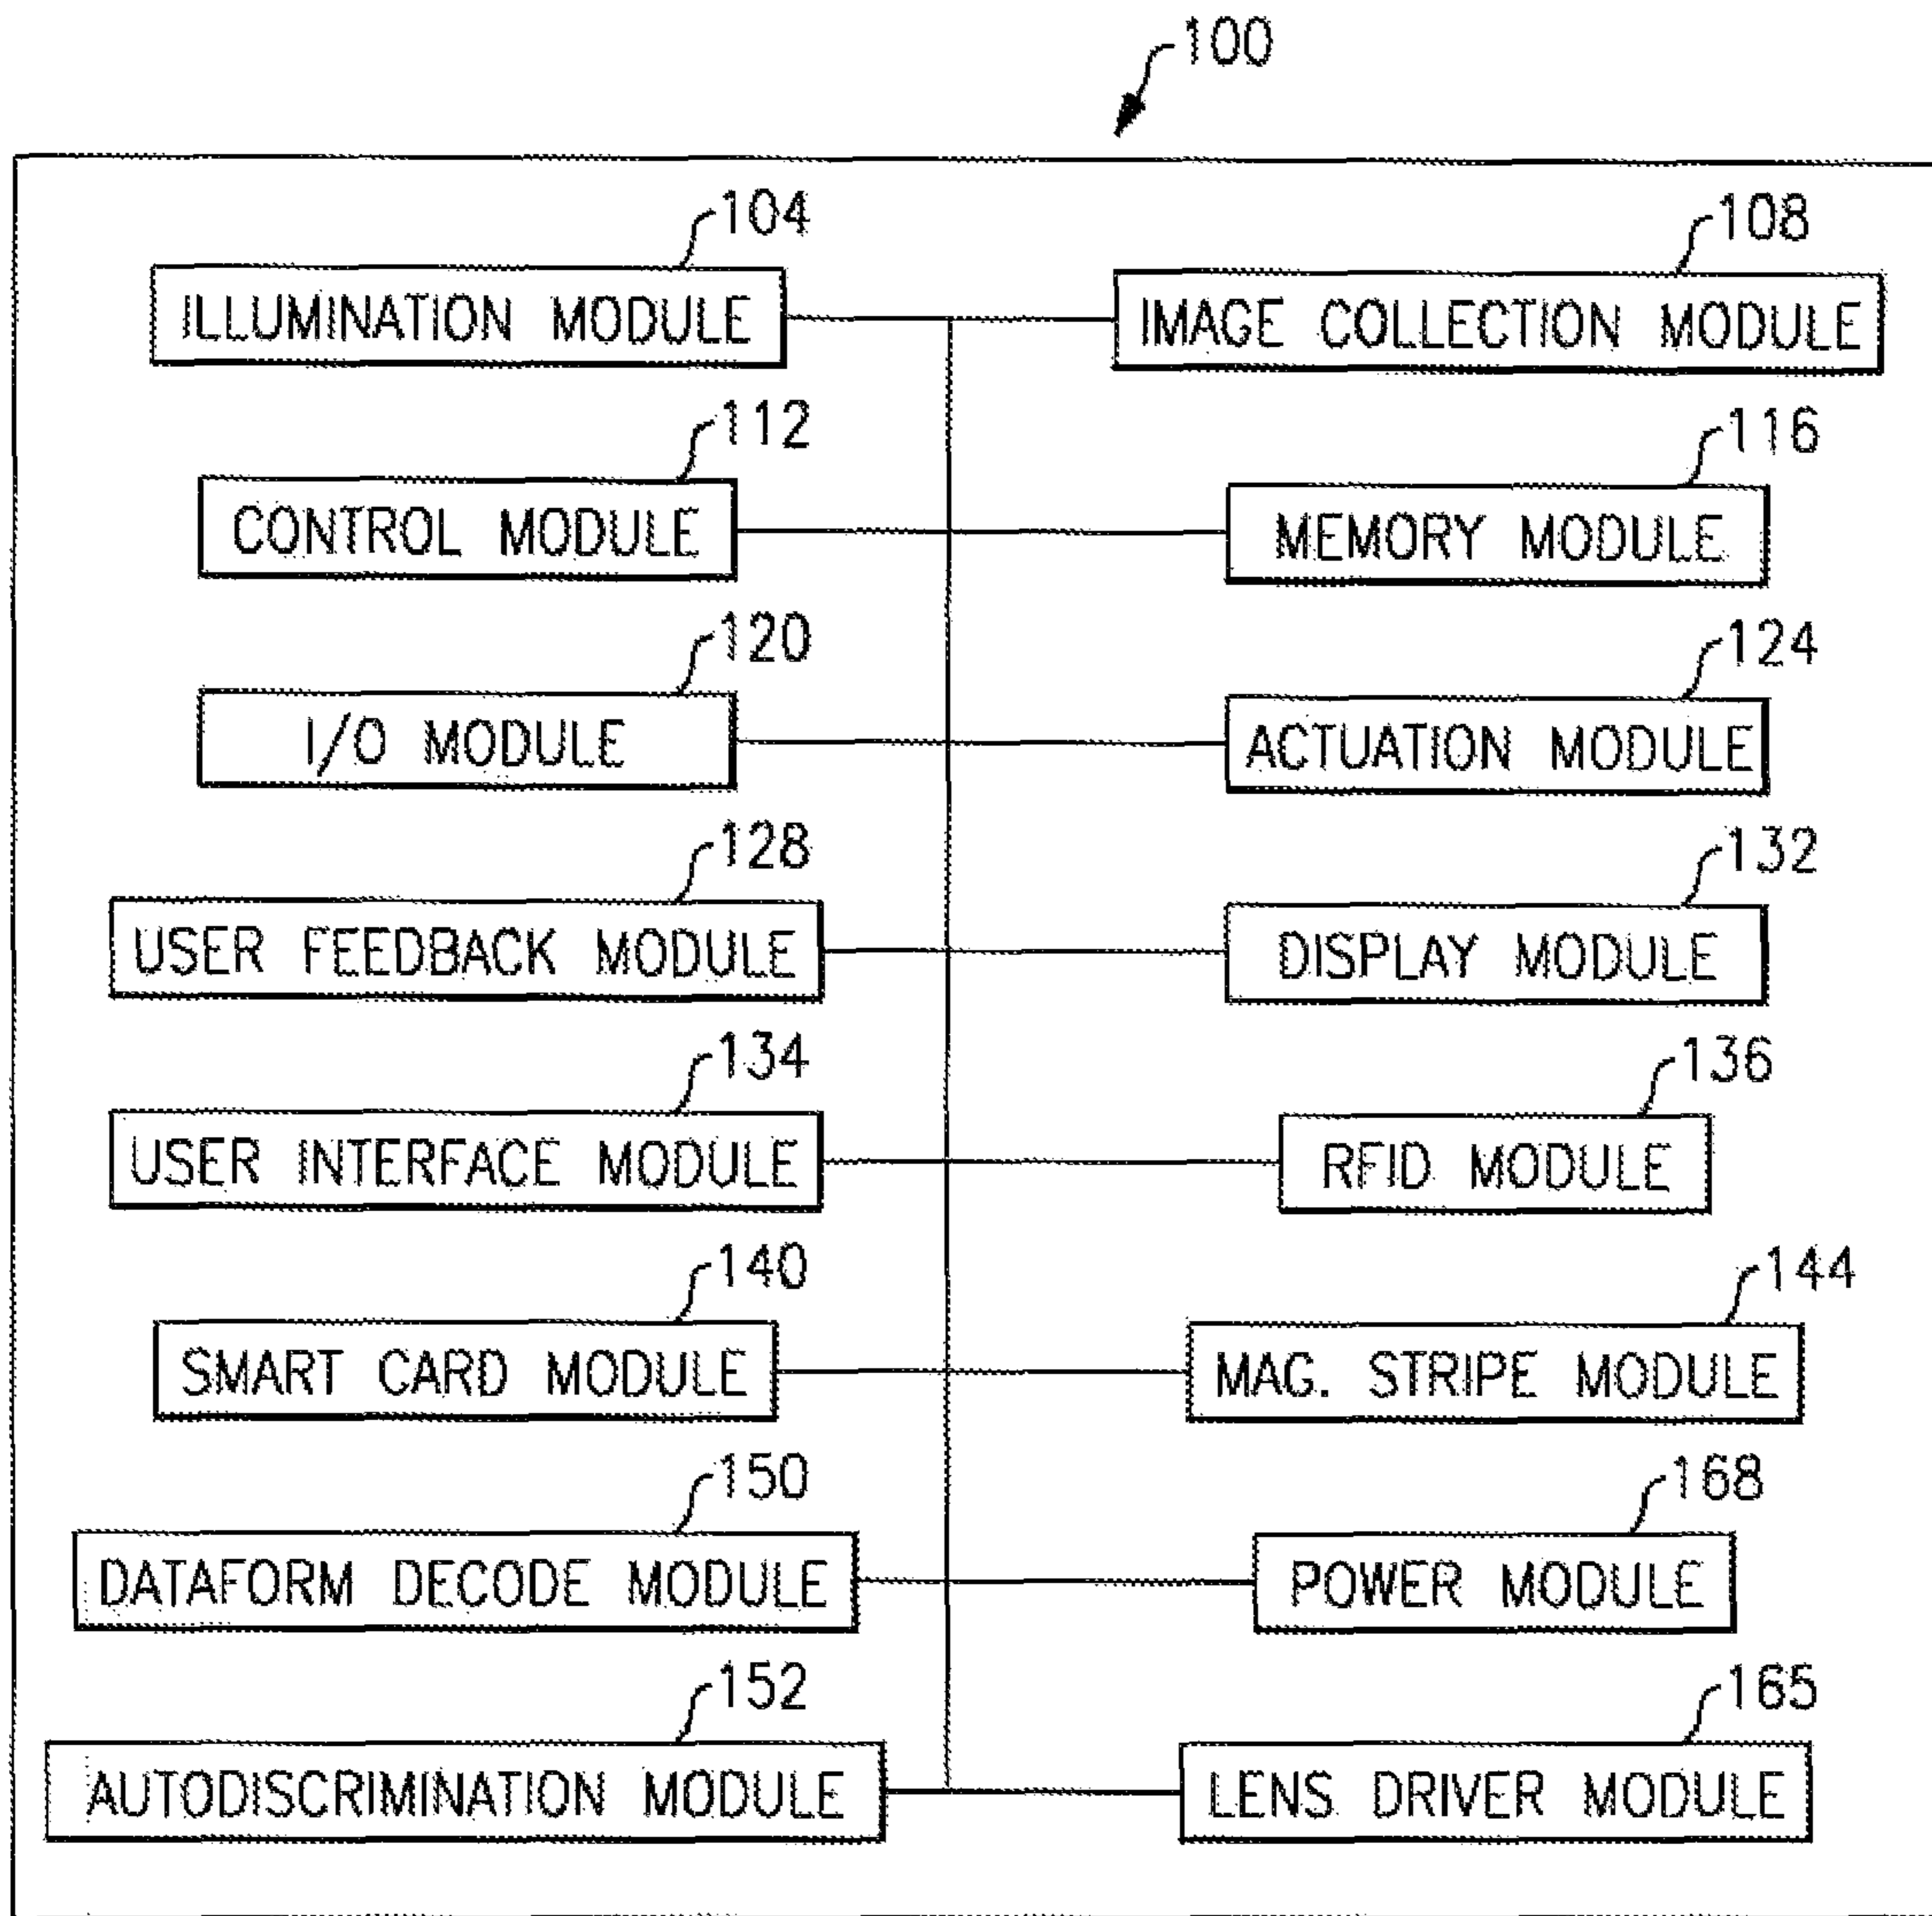 100
104
108
ILLUMINATION MODULE
IMAGE COLLECTION MODULE
112
116
CONTROL MODULE
MEMORY MODULE
120
124
I/O MODULE
ACTUATION MODULE
128
132
USER FEEDBACK MODULE
DISPLAY MODULE
134
136
USER INTERFACE MODULE
RFID MODULE
140
144
SMART CARD MODULE
MAG. STRIPE MODULE
150
168
DATAFORM DECODE MODULE
POWER MODULE
152
165
AUTODISCRIMINATION MODULE
LENS DRIVER MODULE